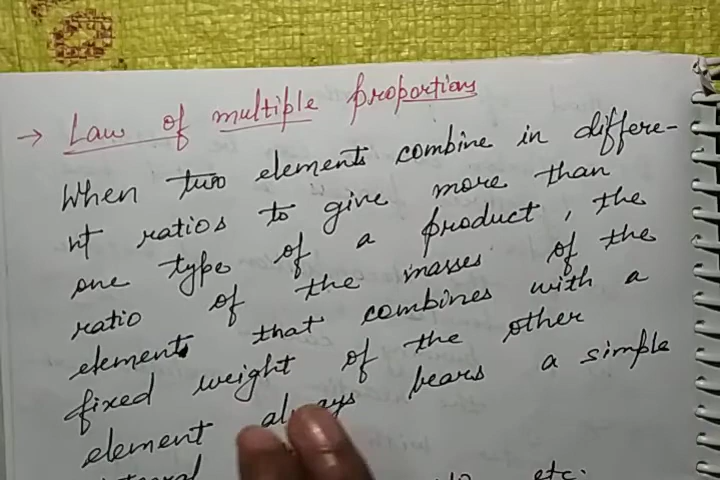 → Law of multiple proportions
When two elements combine in differe-
nt ratios to give more than
one type of a product, the
ratio of the masses of the
elements that combines with a
fixed weight of the other
element always bears a simple
etc.